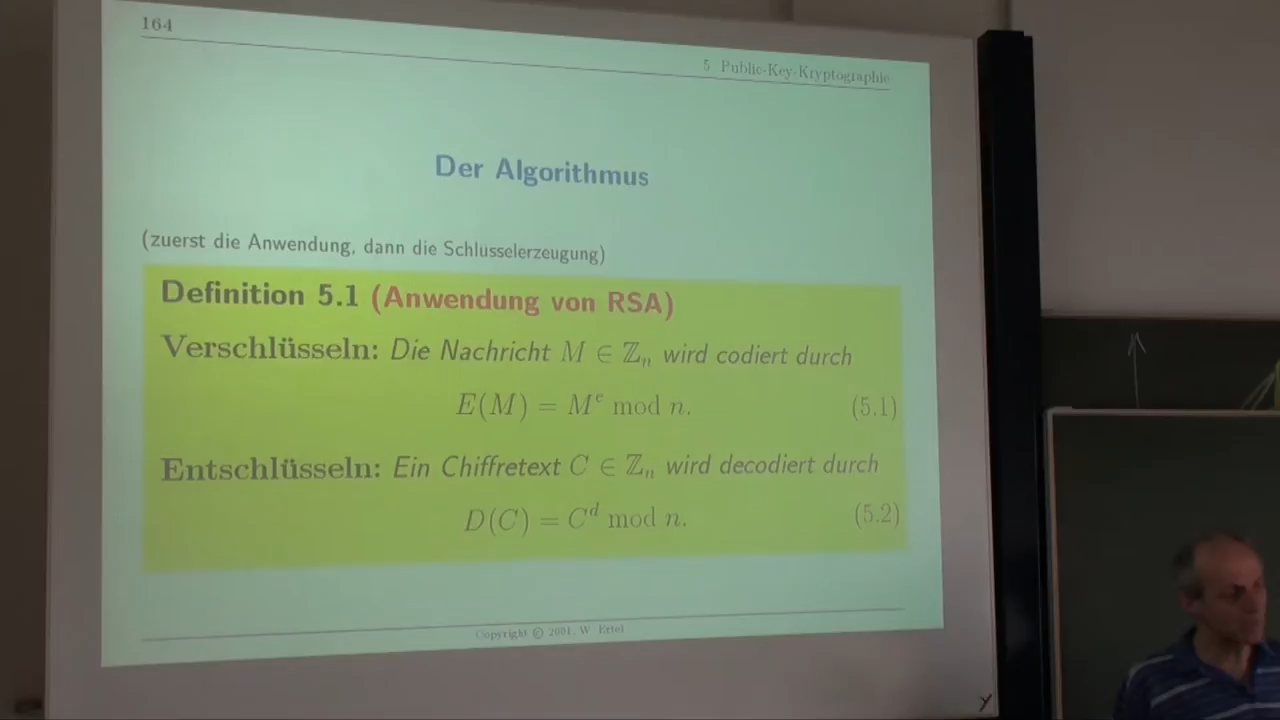 164
5 Public-Key-Kryptographie
Der Algorithmus
(zuerst die Anwendung, dann die Schlüsselerzeugung)
Definition 5.1 (Anwendung von RSA)
Verschlüsseln: Die Nachricht M ∈ ℤₙ wird codiert durch
E(M) = Mᵉ mod n. (5.1)
Entschlüsseln: Ein Chiffretext C ∈ ℤₙ wird decodiert durch
D(C) = Cᵈ mod n. (5.2)
Copyright © 2001, W. Ertel